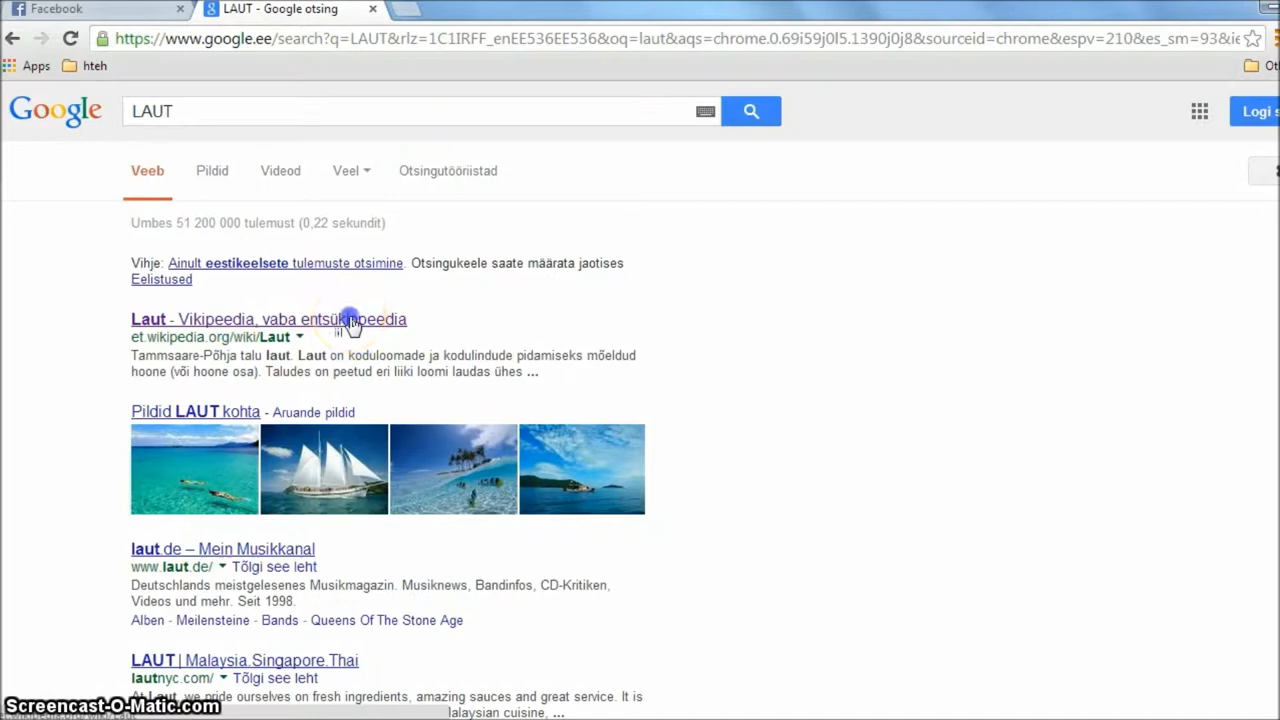 Facebook
LAUT - Google otsing
https://www.google.ee/search?q=LAUT&rlz=1C1IRFF_enEE536EE536&oq=laut&aqs=chrome.0.69i59j0l5.1390j0j8&sourceid=chrome&espv=210&es_sm=93&ie
Apps
hteh
Ot
Google
LAUT
Logi s
Veeb
Pildid
Videod
Veel
Otsingutööriistad
Umbes 51 200 000 tulemust (0,22 sekundit)
Vihje: Ainult eestikeelsete tulemuste otsimine. Otsingukeele saate määrata jaotises
Eelistused
Laut - Vikipeedia, vaba entsüklopeedia
et.wikipedia.org/wiki/Laut
Tammsaare-Põhja talu laut. Laut on koduloomade ja kodulindude pidamiseks mõeldud
hoone (või hoone osa). Taludes on peetud eri liiki loomi laudas ühes ...
Pildid LAUT kohta - Aruande pildid
laut.de – Mein Musikkanal
www.laut.de/ Tõlgi see leht
Deutschlands meistgelesenes Musikmagazin. Musiknews, Bandinfos, CD-Kritiken,
Videos und mehr. Seit 1998.
Alben - Meilensteine - Bands - Queens Of The Stone Age
LAUT | Malaysia.Singapore.Thai
lautnyc.com/ Tõlgi see leht
At Laut, we pride ourselves on fresh ingredients, amazing sauces and great service. It is
alaysian cuisine, ...
Screencast-O-Matic.com